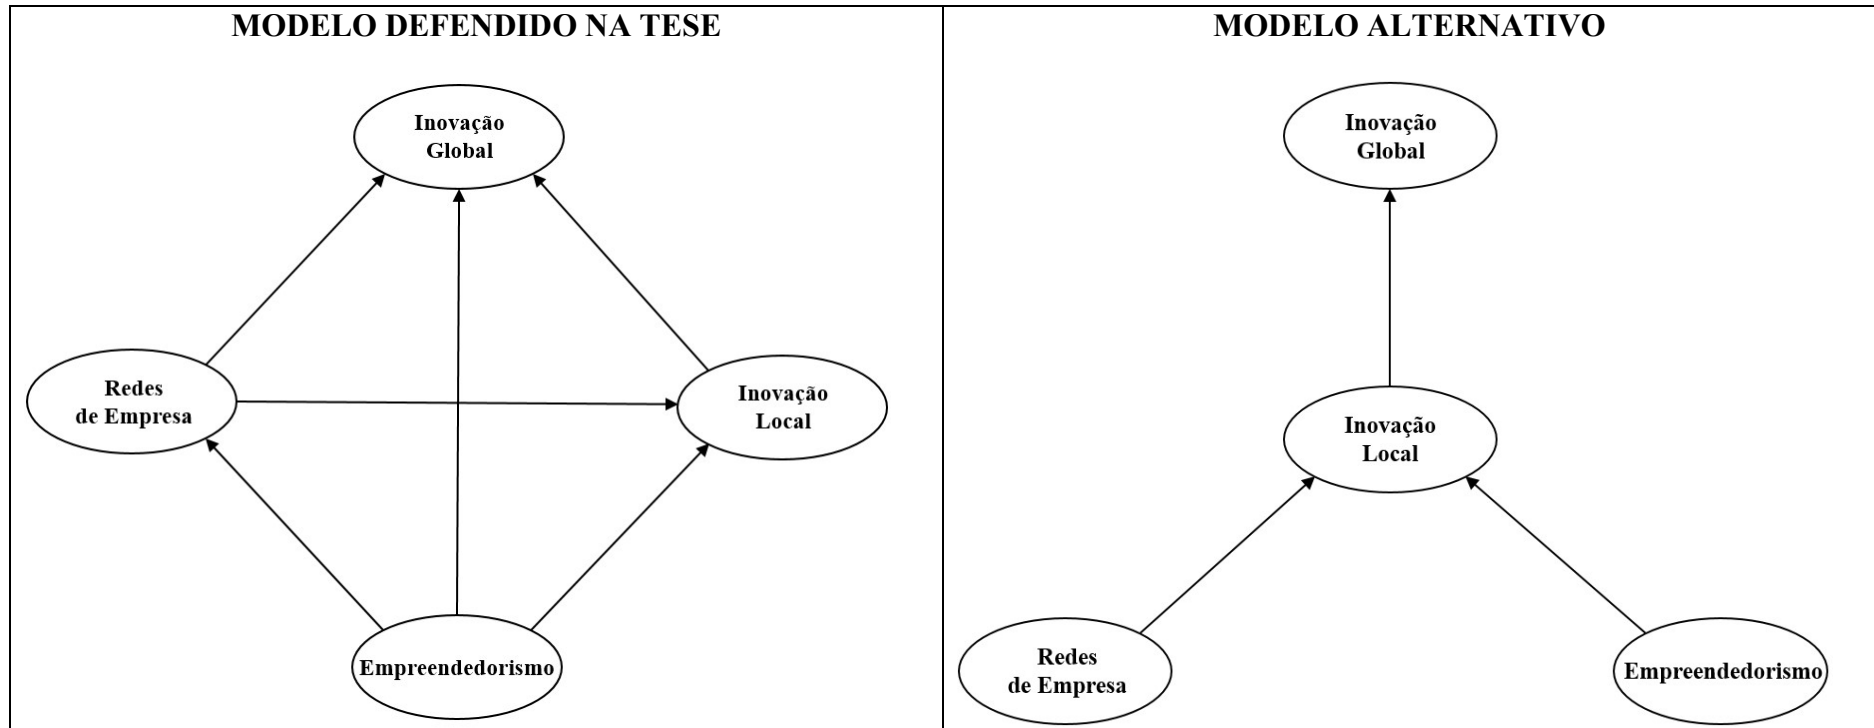 MODELO DEFENDIDO NA TESE
Inovação
Global
Redes
de Empresa
Inovação
Local
Empreendedorismo
MODELO ALTERNATIVO
Inovação
Global
Inovação
Local
Redes
de Empresa
Empreendedorismo